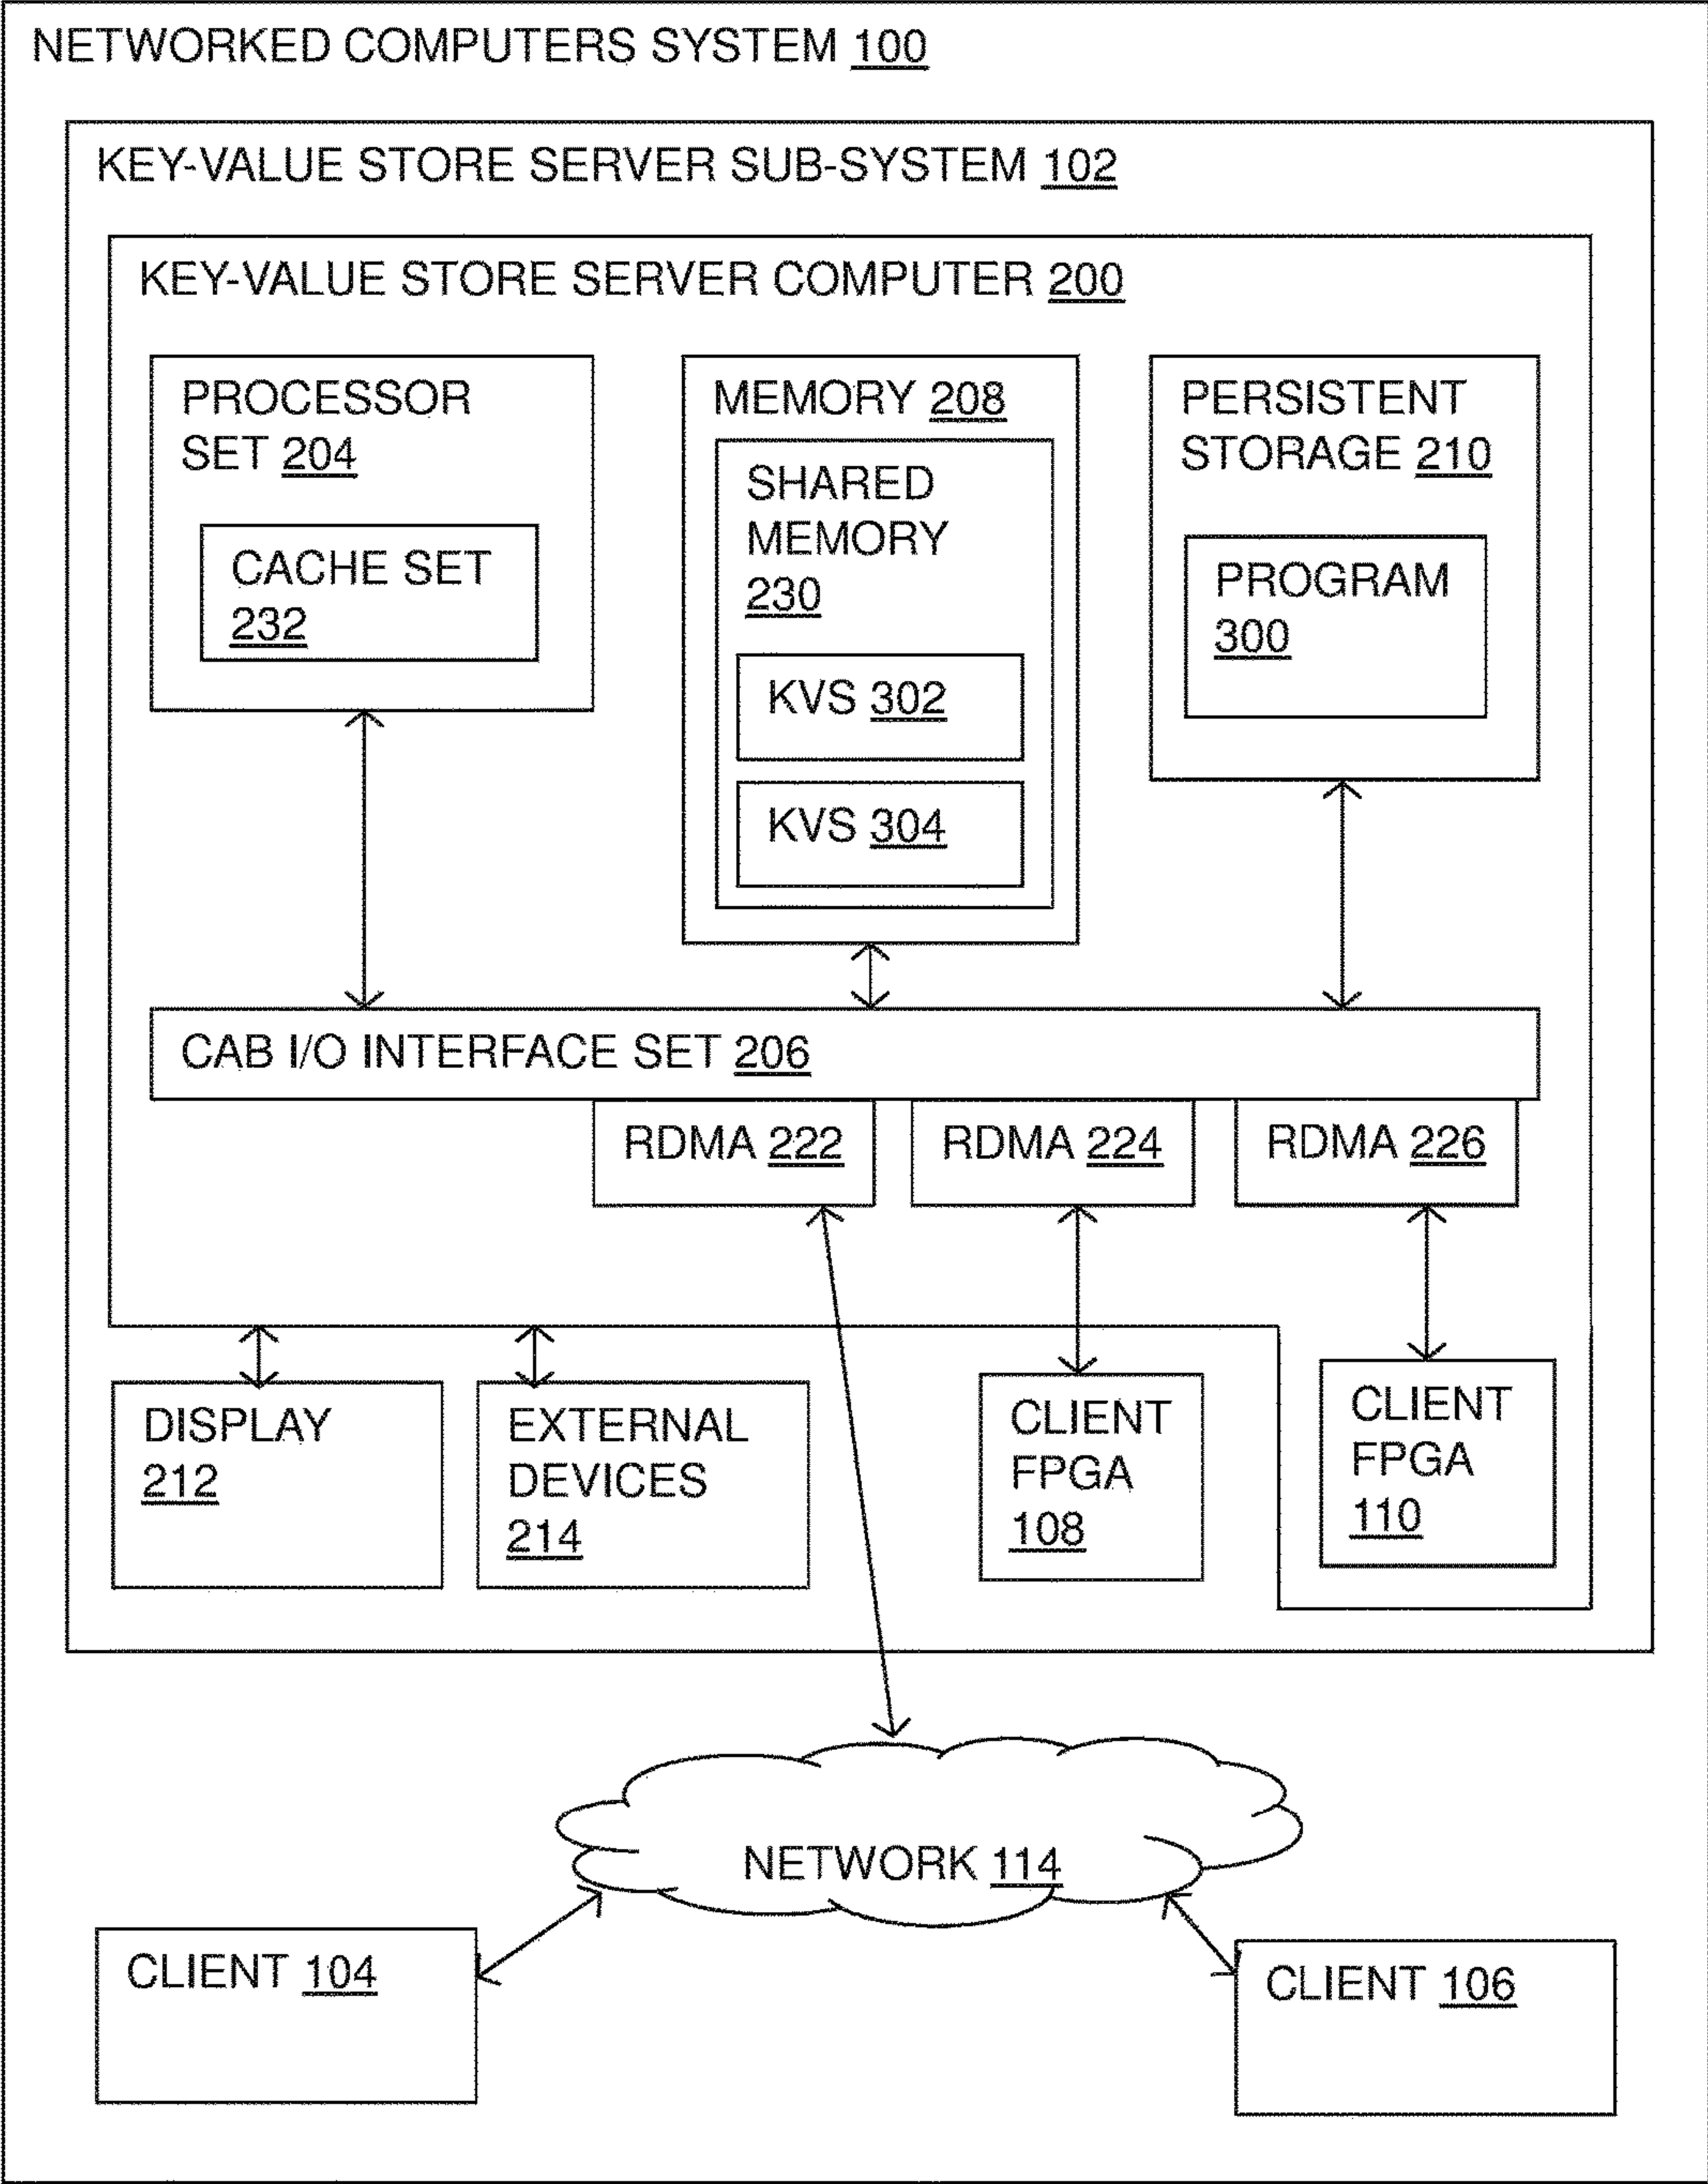 NETWORKED COMPUTERS SYSTEM 100
KEY-VALUE STORE SERVER SUB-SYSTEM 102
KEY-VALUE STORE SERVER COMPUTER 200
PROCESSOR
SET 204
CACHE SET
232
MEMORY 208
SHARED
MEMORY
230
KVS 302
KVS 304
PERSISTENT
STORAGE 210
PROGRAM
300
CAB I/O INTERFACE SET 206
RDMA 222
RDMA 224
RDMA 226
DISPLAY
212
EXTERNAL
DEVICES
214
CLIENT
FPGA
108
CLIENT
FPGA
110
NETWORK 114
CLIENT 104
CLIENT 106